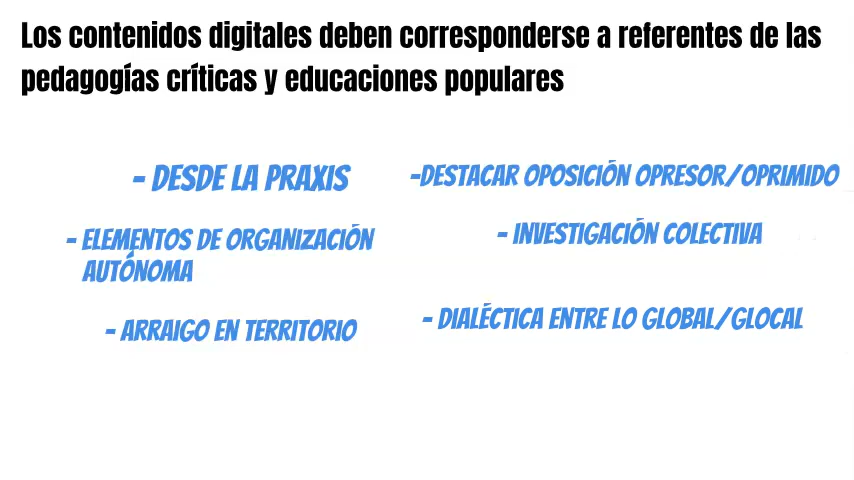 Los contenidos digitales deben corresponderse a referentes de las
pedagogías críticas y educaciones populares
- DESDE LA PRAXIS
- ELEMENTOS DE ORGANIZACIÓN
AUTÓNOMA
- ARRAIGO EN TERRITORIO
-DESTACAR OPOSICIÓN OPRESOR/OPRIMIDO
- INVESTIGACIÓN COLECTIVA
- DIALÉCTICA ENTRE LO GLOBAL/GLOCAL